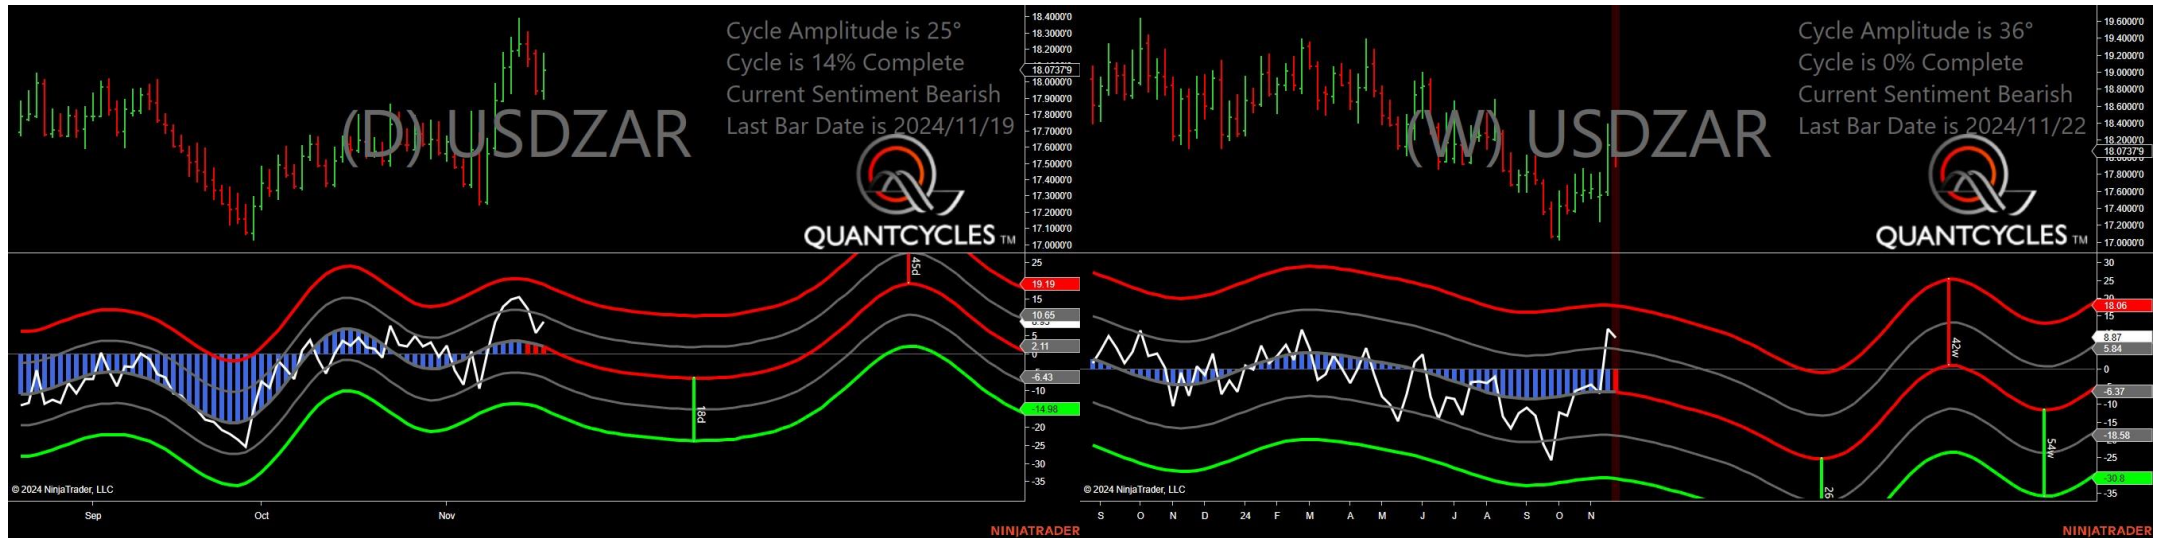 Cycle Amplitude is 25°
Cycle is 14% Complete
Current Sentiment Bearish
Last Bar Date is 2024/11/19
(D) USDZAR
QUANTCYCLES TM
18.4000'0
18.3000'0
18.2000'0
18.0737'9
18.0000'0
17.9000'0
17.8000'0
17.7000'0
17.6000'0
17.5000'0
17.4000'0
17.3000'0
17.2000'0
17.1000'0
17.0000'0
45d
18d
25
19.19
15
10.65
5
2.11
0
-6.43
-10
-14.98
-20
-25
-30
-35
© 2024 NinjaTrader, LLC
Sep Oct Nov
NINJATRADER
Cycle Amplitude is 36°
Cycle is 0% Complete
Current Sentiment Bearish
Last Bar Date is 2024/11/22
(W) USDZAR
QUANTCYCLES TM
19.6000'0
19.4000'0
19.2000'0
19.0000'0
18.8000'0
18.6000'0
18.4000'0
18.2000'0
18.0737'9
17.8000'0
17.6000'0
17.4000'0
17.2000'0
17.0000'0
42w
54w
26
30
25
18.06
15
8.87
5.84
0
-6.37
-10
-18.58
-25
-30.8
-35
© 2024 NinjaTrader, LLC
S O N D 24 F M A M J J A S O N
NINJATRADER